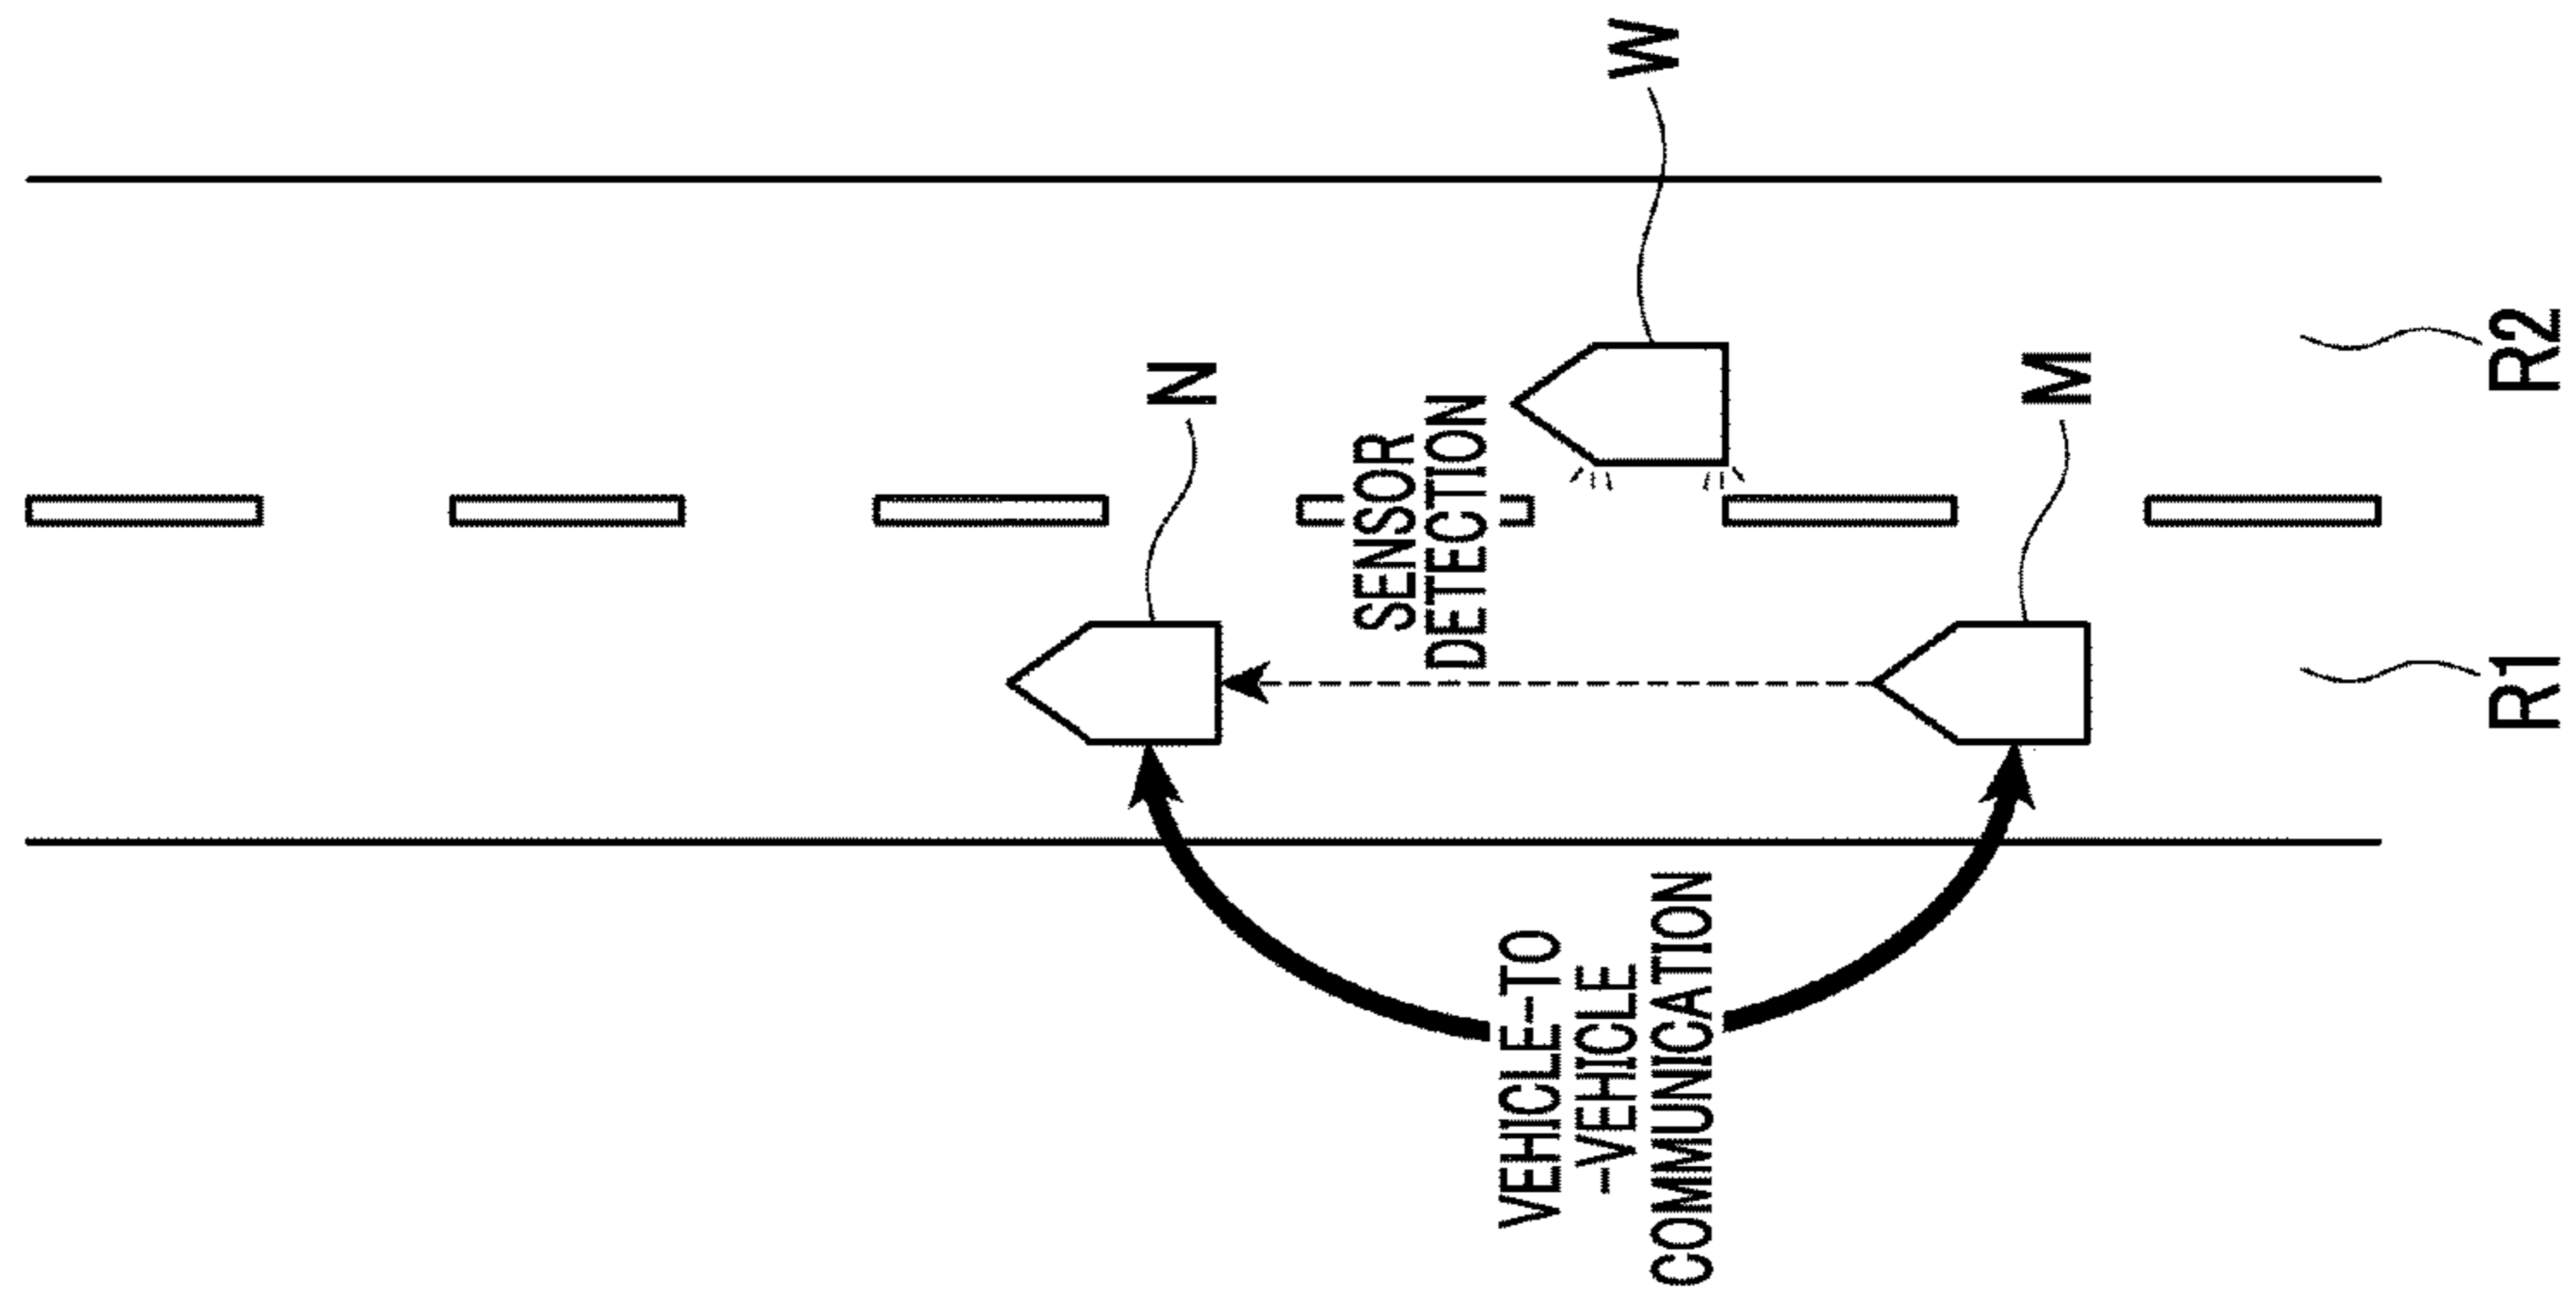 W
N
SENSOR
DETECTION
M
R2
R1
VEHICLE-TO
-VEHICLE
COMMUNICATION